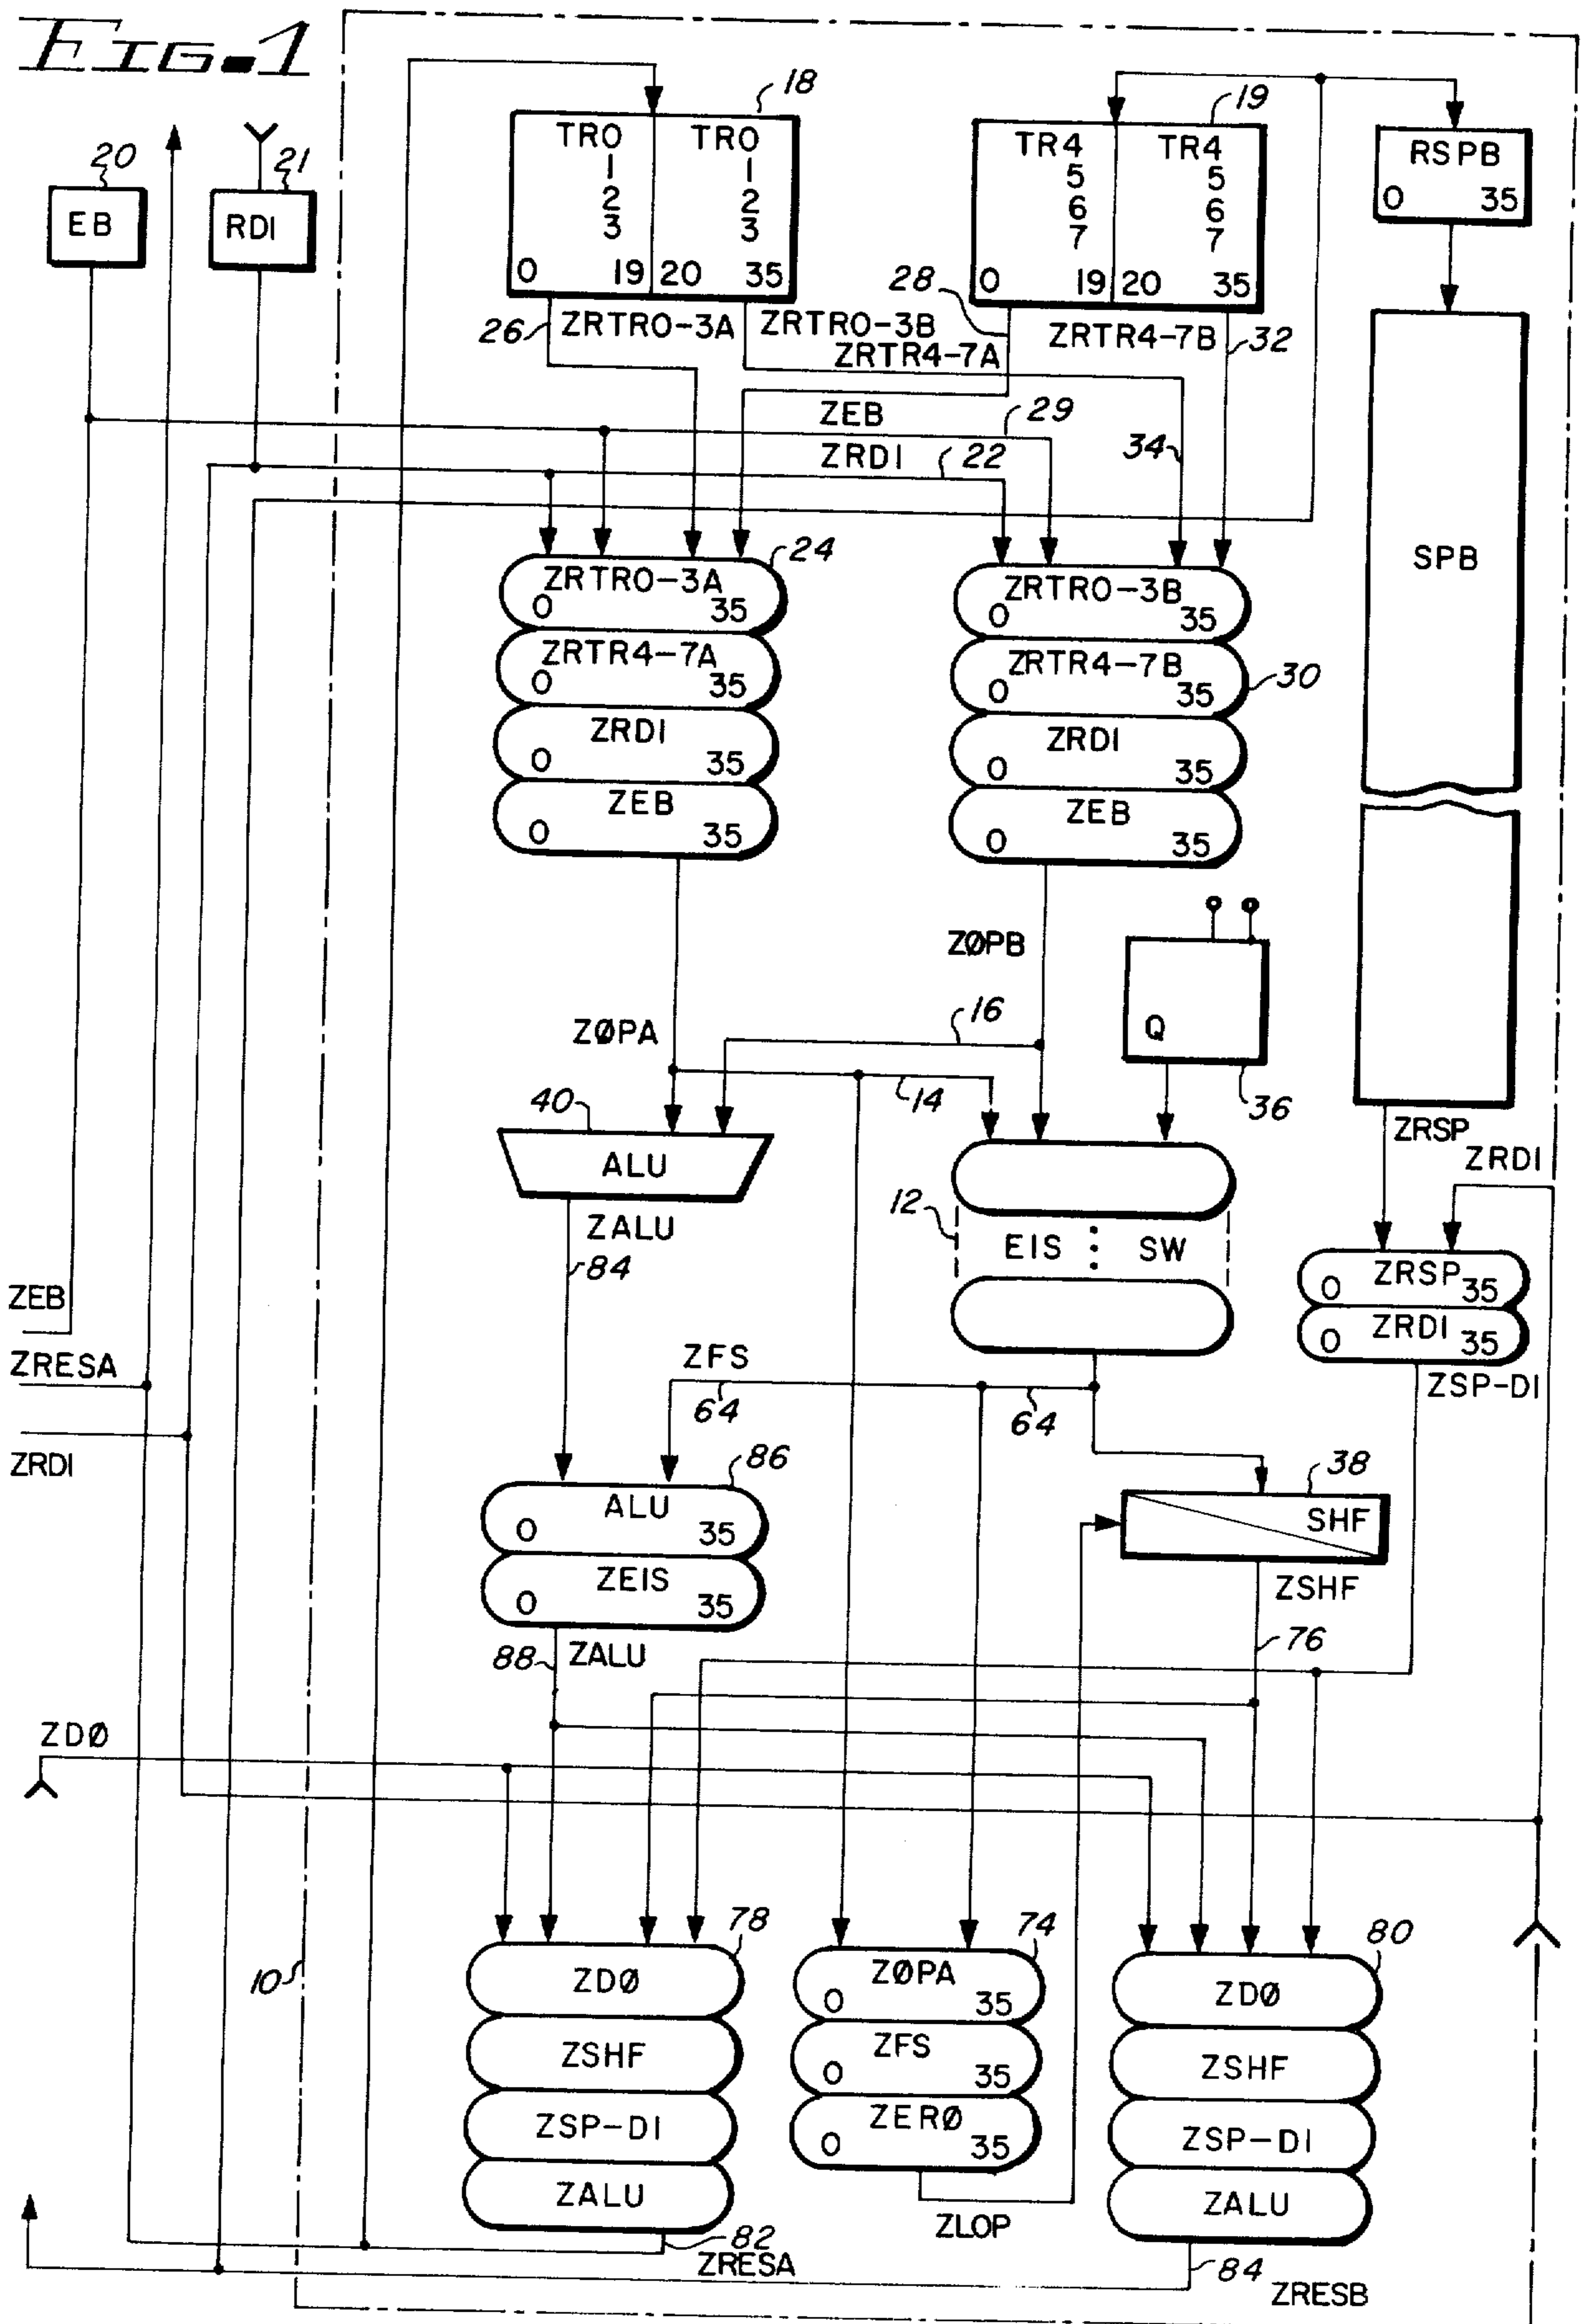 FIG. 1
18
19
TRO TRO
1 1
2 2
3 3
0 19 20 35
TR4 TR4
5 5
6 6
7 7
0 19 20 35
RSPB
0 35
20
EB
21
RDI
26
ZRTRO-3A
ZRTRO-3B
28
ZRTR4-7A
ZRTR4-7B
32
ZEB
29
ZRDI
22
34
SPB
24
ZRTRO-3A
0 35
ZRTR4-7A
0 35
ZRDI
0 35
ZEB
0 35
ZRTRO-3B
0 35
ZRTR4-7B
0 35
30
ZRDI
0 35
ZEB
0 35
ZØPA
ZØPB
16
14
Q
36
40
ALU
ZALU
84
12
EIS
SW
ZRSP
ZRDI
ZRSP
0 35
ZRDI
0 35
ZSP-DI
ZEB
ZRESA
ZRDI
ZFS
64
64
86
ALU
0 35
ZEIS
0 35
88
ZALU
38
SHF
ZSHF
76
ZDØ
10
78
ZDØ
ZSHF
ZSP-DI
ZALU
82
ZRESA
74
ZØPA
0 35
ZFS
0 35
ZERØ
0 35
ZLOP
80
ZDØ
ZSHF
ZSP-DI
ZALU
84
ZRESB